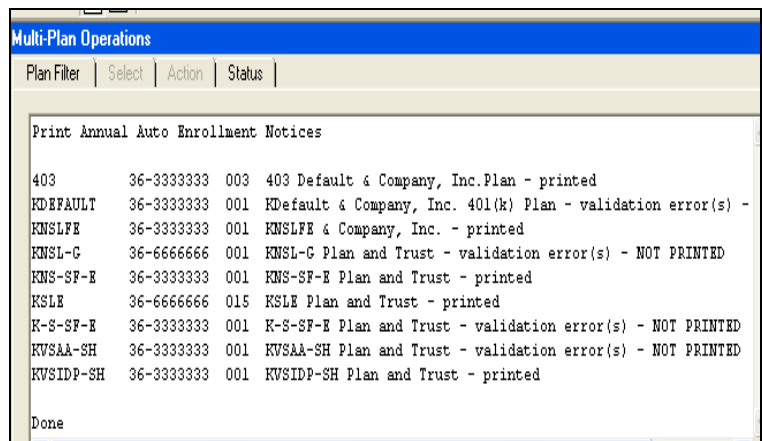 Multi-Plan Operations
Plan Filter Select Action Status
Print Annual Auto Enrollment Notices
403 36-3333333 003 403 Default & Company, Inc.Plan - printed
KDEFAULT 36-3333333 001 KDefault & Company, Inc. 401(k) Plan - validation error(s) -
KNSLFE 36-3333333 001 KNSLFE & Company, Inc. - printed
KNSL-G 36-6666666 001 KNSL-G Plan and Trust - validation error(s) - NOT PRINTED
KNS-SF-E 36-3333333 001 KNS-SF-E Plan and Trust - printed
KSLE 36-6666666 015 KSLE Plan and Trust - printed
K-S-SF-E 36-3333333 001 K-S-SF-E Plan and Trust - validation error(s) - NOT PRINTED
KVSAA-SH 36-3333333 001 KVSAA-SH Plan and Trust - validation error(s) - NOT PRINTED
KVSIDP-SH 36-3333333 001 KVSIDP-SH Plan and Trust - printed
Done